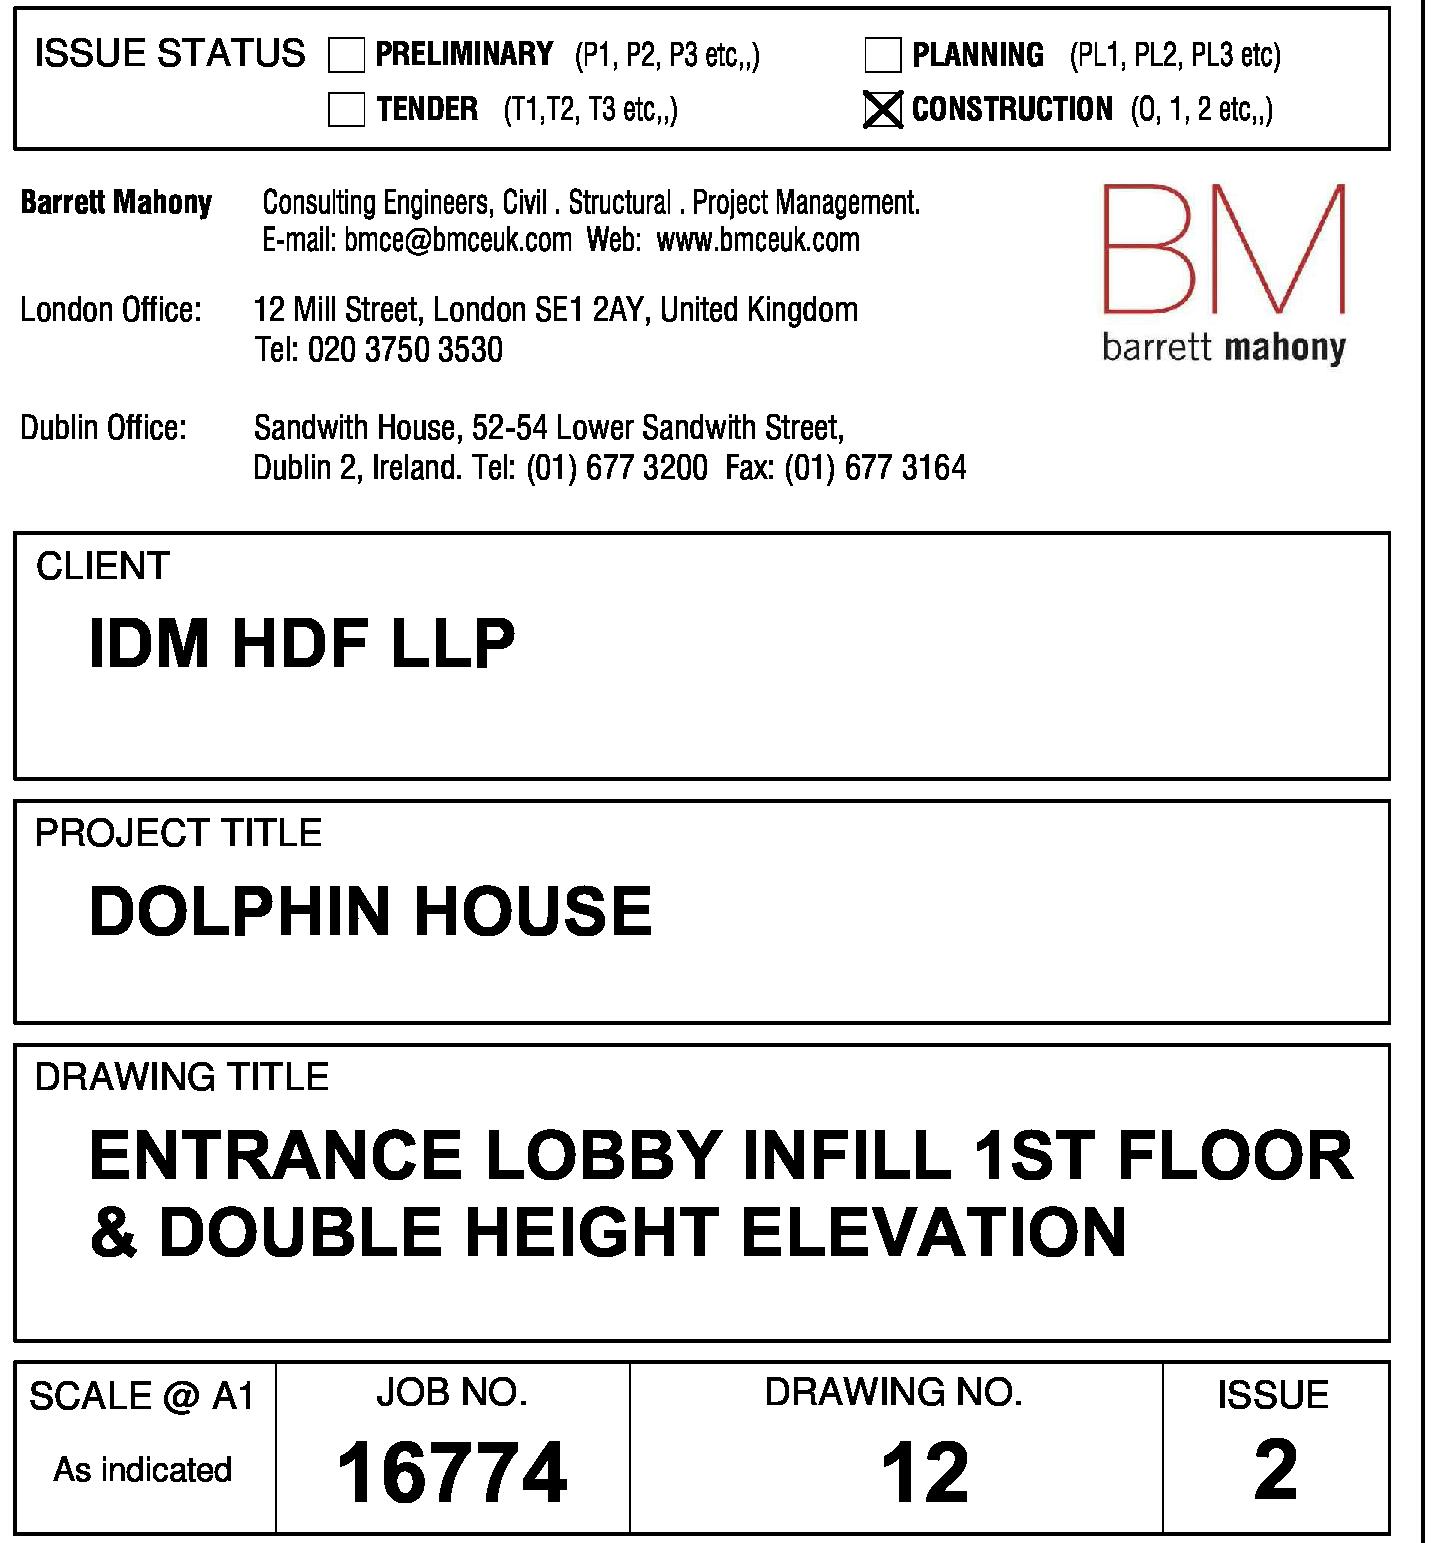 ISSUE STATUS PRELIMINARY (P1, P2, P3 etc,,) PLANNING (PL1, PL2, PL3 etc)
TENDER (T1,T2, T3 etc,,) CONSTRUCTION (0, 1, 2 etc,,)
Barrett Mahony Consulting Engineers, Civil . Structural . Project Management.
E-mail: bmce@bmceuk.com Web: www.bmceuk.com
BM
barrett mahony
London Office: 12 Mill Street, London SE1 2AY, United Kingdom
Tel: 020 3750 3530
Dublin Office: Sandwith House, 52-54 Lower Sandwith Street,
Dublin 2, Ireland. Tel: (01) 677 3200 Fax: (01) 677 3164
CLIENT
IDM HDF LLP
PROJECT TITLE
DOLPHIN HOUSE
DRAWING TITLE
ENTRANCE LOBBY INFILL 1ST FLOOR
& DOUBLE HEIGHT ELEVATION
SCALE @ A1 JOB NO. DRAWING NO. ISSUE
As indicated 16774 12 2